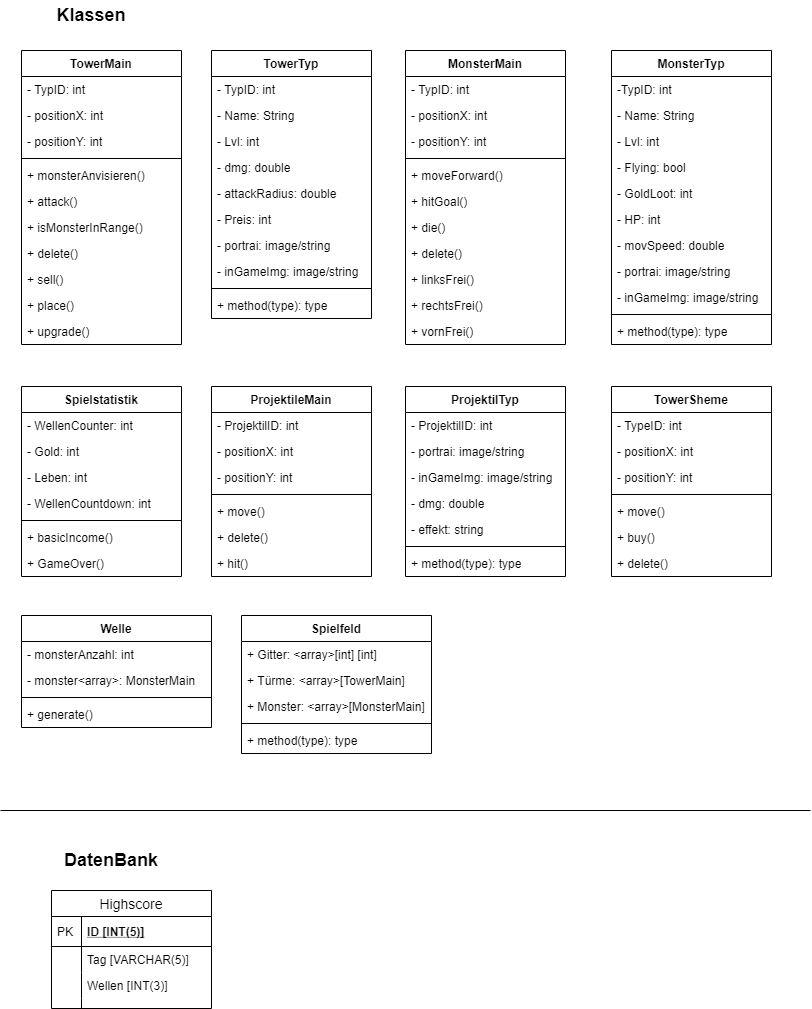 Klassen
TowerMain
- TypID: int
- positionX: int
- positionY: int
+ monsterAnvisieren()
+ attack()
+ isMonsterInRange()
+ delete()
+ sell()
+ place()
+ upgrade()
TowerTyp
- TypID: int
- Name: String
- Lvl: int
- dmg: double
- attackRadius: double
- Preis: int
- portrai: image/string
- inGameImg: image/string
+ method(type): type
MonsterMain
- TypID: int
- positionX: int
- positionY: int
+ moveForward()
+ hitGoal()
+ die()
+ delete()
+ linksFrei()
+ rechtsFrei()
+ vornFrei()
MonsterTyp
-TypID: int
- Name: String
- Lvl: int
- Flying: bool
- GoldLoot: int
- HP: int
- movSpeed: double
- portrai: image/string
- inGameImg: image/string
+ method(type): type
Spielstatistik
- WellenCounter: int
- Gold: int
- Leben: int
- WellenCountdown: int
+ basicIncome()
+ GameOver()
ProjektileMain
- ProjektilID: int
- positionX: int
- positionY: int
+ move()
+ delete()
+ hit()
ProjektilTyp
- ProjektilID: int
- portrai: image/string
- inGameImg: image/string
- dmg: double
- effekt: string
+ method(type): type
TowerSheme
- TypeID: int
- positionX: int
- positionY: int
+ move()
+ buy()
+ delete()
Welle
- monsterAnzahl: int
- monster<array>: MonsterMain
+ generate()
Spielfeld
+ Gitter: <array>[int] [int]
+ Türme: <array>[TowerMain]
+ Monster: <array>[MonsterMain]
+ method(type): type
DatenBank
Highscore
PK ID [INT(5)]
Tag [VARCHAR(5)]
Wellen [INT(3)]